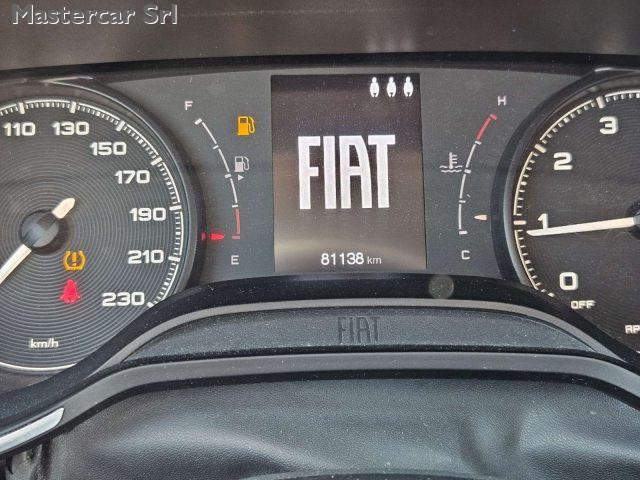 Mastercar Srl
110
130
150
170
190
210
230
km/h
F
E
FIAT
81138 km
H
C
3
2
1
0
OFF
FIAT